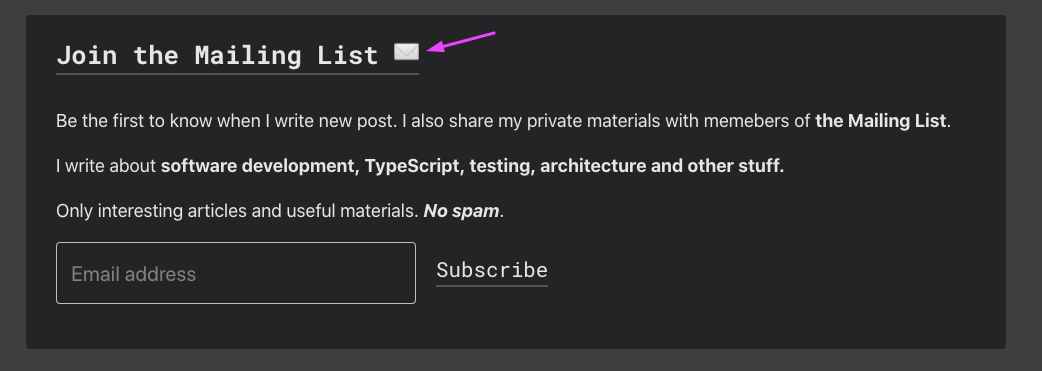 Join the Mailing List ✉️
Be the first to know when I write new post. I also share my private materials with memebers of the Mailing List.
I write about software development, TypeScript, testing, architecture and other stuff.
Only interesting articles and useful materials. No spam.
Email address
Subscribe